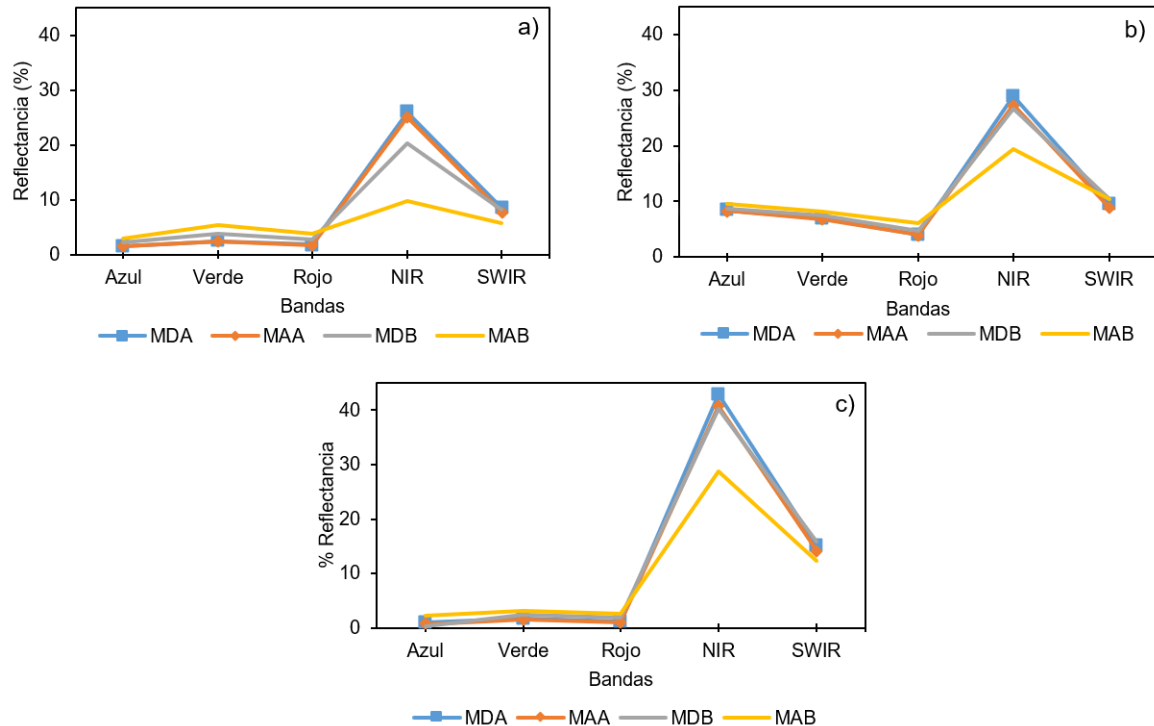 a)
Reflectancia (%)
40
30
20
10
0
Azul Verde Rojo NIR SWIR
Bandas
MDA MAA MDB MAB
b)
Reflectancia (%)
40
30
20
10
0
Azul Verde Rojo NIR SWIR
Bandas
MDA MAA MDB MAB
c)
% Reflectancia
40
30
20
10
0
Azul Verde Rojo NIR SWIR
Bandas
MDA MAA MDB MAB